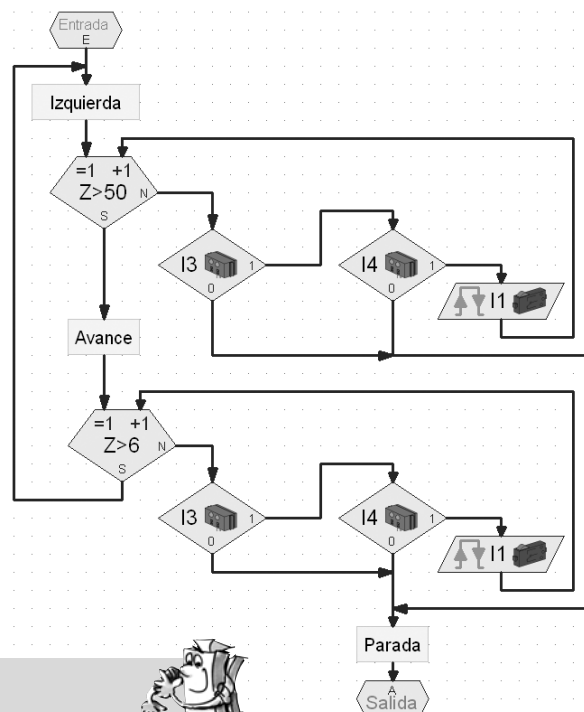 Entrada
E
Izquierda
=1 +1
Z>50
N
S
I3
1
0
I4
1
0
I1
Avance
=1 +1
Z>6
N
S
I3
1
0
I4
1
0
I1
Parada
A
Salida